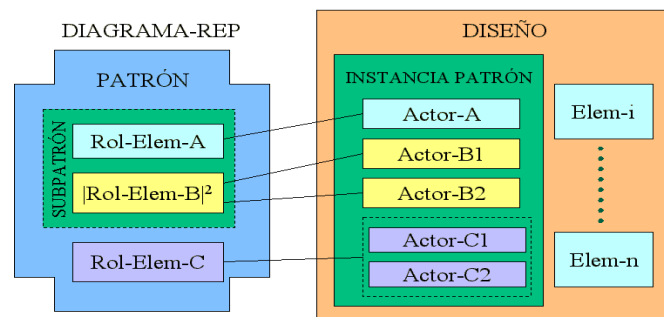 DIAGRAMA-REP
PATRÓN
SUBPATRÓN
Rol-Elem-A
|Rol-Elem-B|²
Rol-Elem-C
DISEÑO
INSTANCIA PATRÓN
Actor-A
Actor-B1
Actor-B2
Actor-C1
Actor-C2
Elem-i
Elem-n